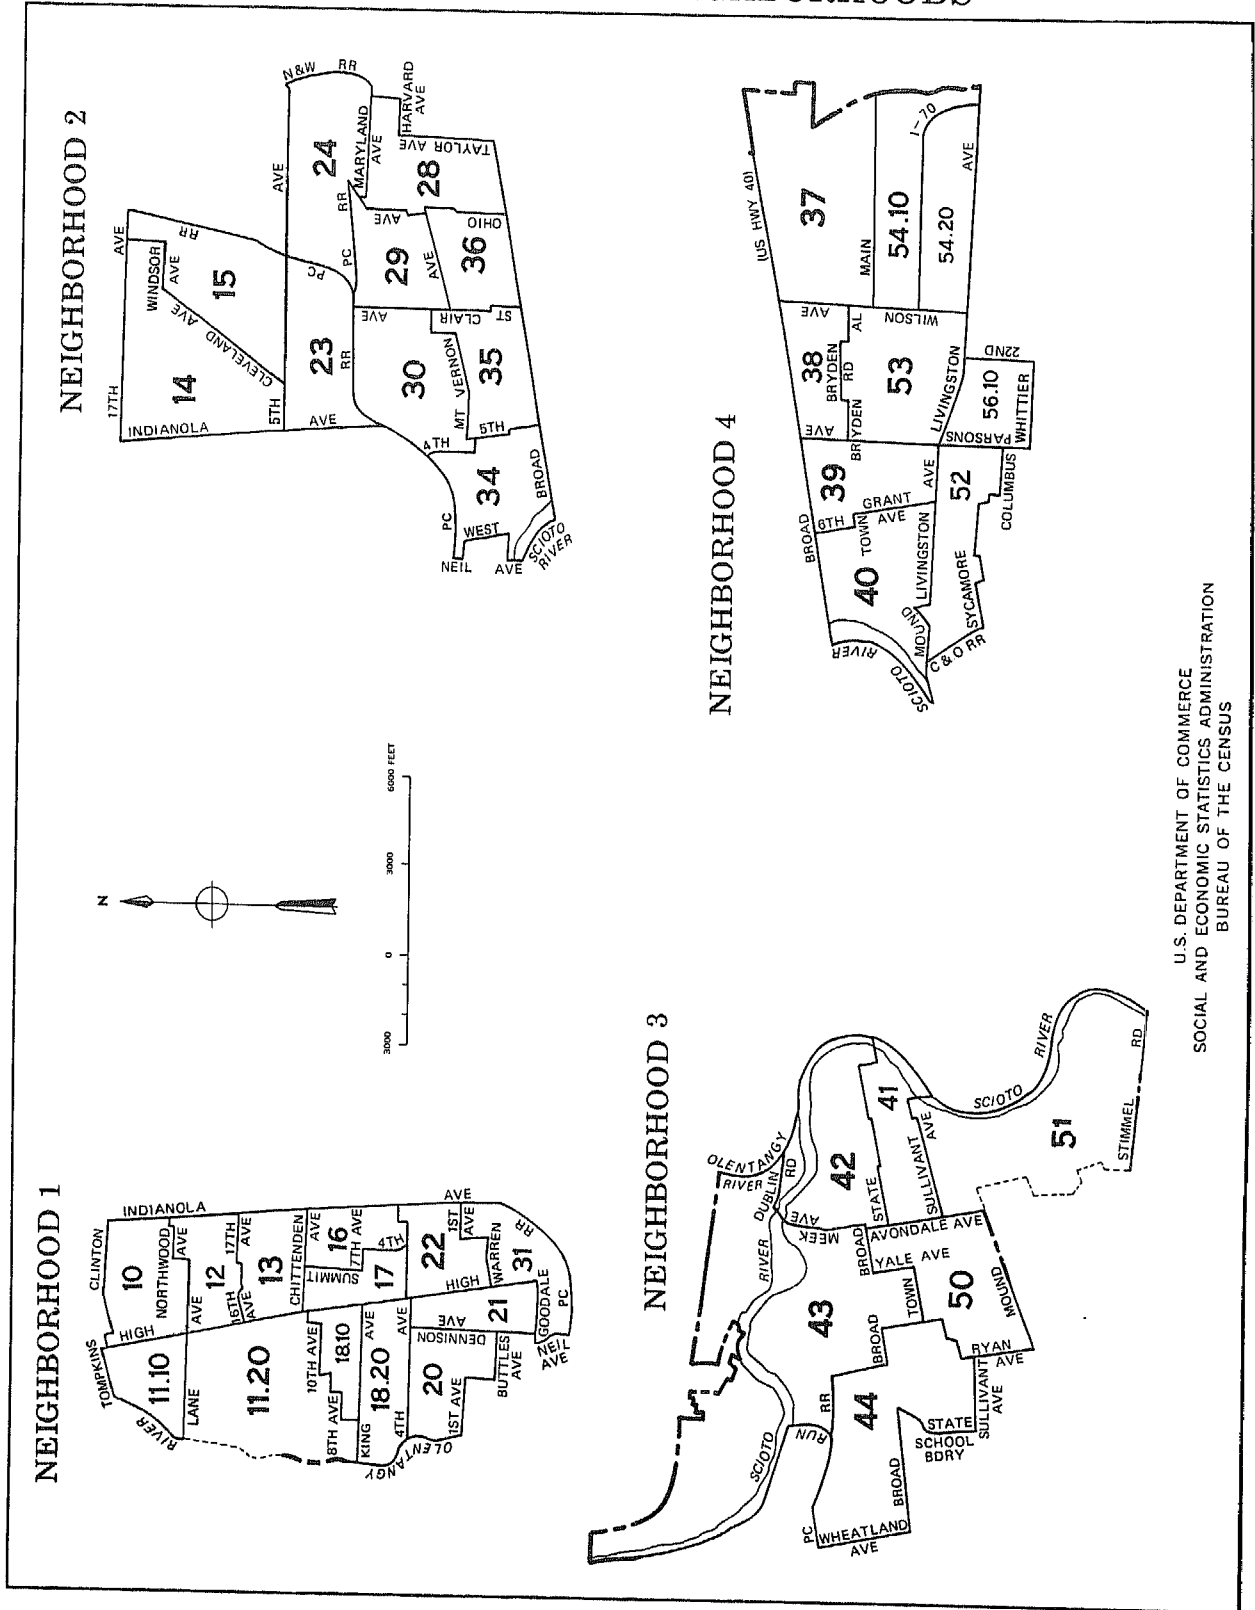 NEIGHBORHOOD 1
CLINTON
TOMPKINS
INDIANOLA
HIGH
10
NORTHWOOD
AVE
11.10
RIVER
LANE
AVE
12
17TH
AVE
16TH
AVE
13
11.20
CHITTENDEN
AVE
16
SUMMIT
7TH AVE
4TH
17
10TH AVE
18.10
8TH AVE
KING
AVE
18.20
4TH
AVE
OLENTANGY
20
1ST AVE
DENNISON
AVE
BUTTLES
AVE
21
HIGH
22
AVE
1ST
AVE
WARREN
31
RR
GOODALE
PC
NEIL
AVE
NEIGHBORHOOD 2
17TH
AVE
INDIANOLA
14
WINDSOR
AVE
RR
15
CLEVELAND
AVE
5TH
AVE
N&W
RR
PC
23
AVE
RR
24
MARYLAND
AVE
HARVARD
AVE
TAYLOR AVE
28
PC
RR
29
AVE
AVE
OHIO
36
AVE
CLAIR
ST
30
MT VERNON
35
4TH
5TH
34
BROAD
PC
WEST
NEIL
AVE
SCIOTO
RIVER
N
3000
0
3000
6000 FEET
NEIGHBORHOOD 3
OLENTANGY
RIVER
DUBLIN
RD
RIVER
SCIOTO
MEEK
AVE
42
STATE
41
SULLIVANT
AVE
SCIOTO
RIVER
51
STIMMEL
RD
43
BROAD
AVONDALE AVE
YALE AVE
TOWN
50
MOUND
RYAN
AVE
BROAD
RR
RUN
44
PC
WHEATLAND
AVE
BROAD
STATE
SCHOOL
BDRY
SULLIVANT
AVE
NEIGHBORHOOD 4
(US HWY 40)
37
MAIN
54.10
I-70
54.20
AVE
AVE
38
BRYDEN
RD
AL
WILSON
53
AVE
BRYDEN
LIVINGSTON
22ND
56.10
WHITTIER
PARSONS
39
BROAD
6TH
TOWN
GRANT
AVE
AVE
40
LIVINGSTON
52
COLUMBUS
SYCAMORE
MOUND
C & O RR
RIVER
SCIOTO
U.S. DEPARTMENT OF COMMERCE
SOCIAL AND ECONOMIC STATISTICS ADMINISTRATION
BUREAU OF THE CENSUS